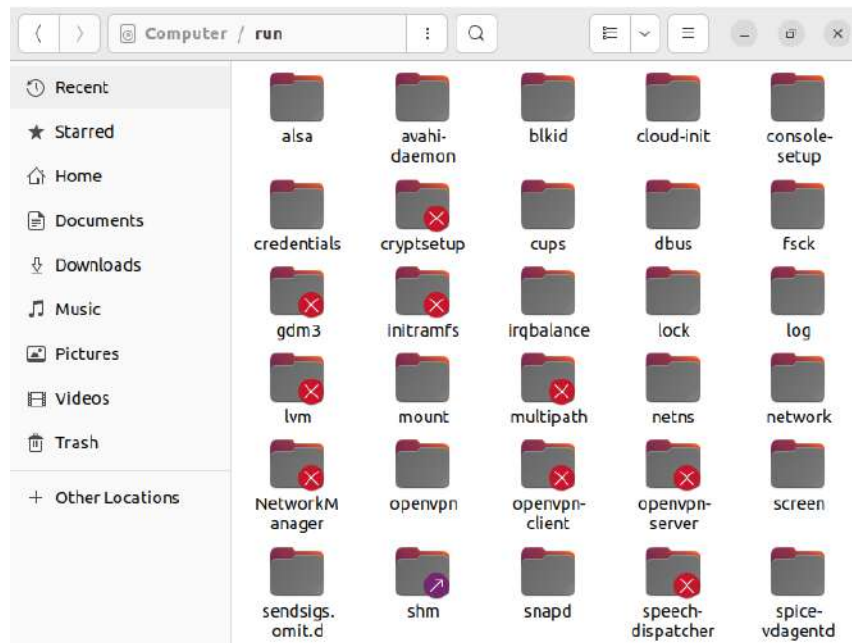 Computer / run
Recent
Starred
Home
Documents
Downloads
Music
Pictures
Videos
Trash
+ Other Locations
alsa
avahi-
daemon
blkid
cloud-init
console-
setup
credentials
cryptsetup
cups
dbus
fsck
gdm3
initramfs
irqbalance
lock
log
lvm
mount
multipath
netns
network
NetworkM
anager
openvpn
openvpn-
client
openvpn-
server
screen
sendsigs.
omit.d
shm
snapd
speech-
dispatcher
spice-
vdagentd